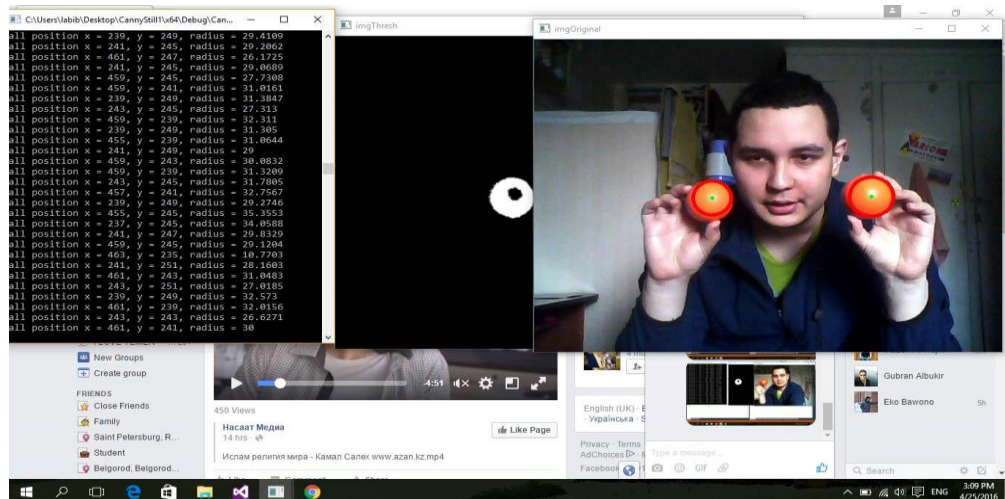 C:\Users\labib\Desktop\CannyStill1\x64\Debug\Can...
all position x = 239, y = 249, radius = 29.4109
all position x = 241, y = 245, radius = 29.2062
all position x = 461, y = 247, radius = 26.1725
all position x = 241, y = 245, radius = 29.0689
all position x = 459, y = 245, radius = 27.7308
all position x = 459, y = 241, radius = 31.0161
all position x = 239, y = 249, radius = 31.3847
all position x = 243, y = 245, radius = 27.313
all position x = 459, y = 239, radius = 32.311
all position x = 239, y = 249, radius = 31.305
all position x = 455, y = 239, radius = 31.0644
all position x = 241, y = 249, radius = 29
all position x = 459, y = 243, radius = 30.0832
all position x = 459, y = 239, radius = 31.3209
all position x = 243, y = 245, radius = 31.7805
all position x = 457, y = 241, radius = 32.7567
all position x = 239, y = 249, radius = 29.2746
all position x = 455, y = 245, radius = 35.3553
all position x = 237, y = 245, radius = 34.0588
all position x = 241, y = 247, radius = 29.8329
all position x = 459, y = 245, radius = 29.1204
all position x = 463, y = 235, radius = 10.7703
all position x = 241, y = 251, radius = 28.1603
all position x = 461, y = 243, radius = 31.0483
all position x = 243, y = 251, radius = 27.0185
all position x = 239, y = 249, radius = 32.573
all position x = 461, y = 239, radius = 32.0156
all position x = 243, y = 243, radius = 26.6271
all position x = 461, y = 241, radius = 30
imgThresh
imgOriginal
New Groups
Create group
FRIENDS
Close Friends
Family
Saint Petersburg, R...
Student
Belgorod, Belgorod...
-4:51
450 Views
Насаат Медиа
14 hrs
Like Page
Ислам религия мира - Камал Салех www.azan.kz.mp4
English (UK)
Українська
Privacy · Terms
AdChoices
Facebook
Type a message...
GIF
Gubran Albukir
Eko Bawono
5h
Search
ENG
3:09 PM
4/25/2016